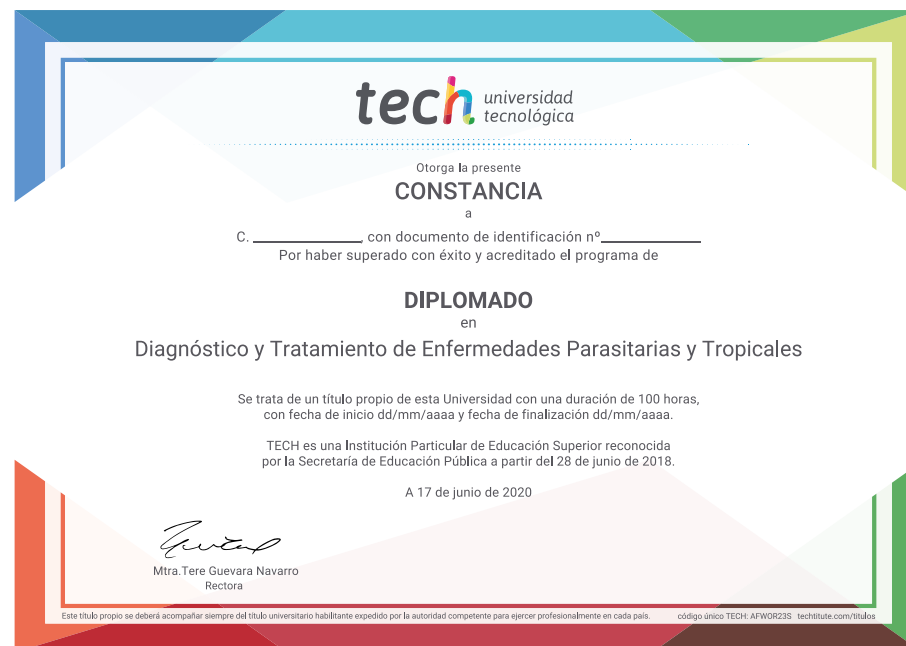 tech universidad
tecnológica
Otorga la presente
CONSTANCIA
a
C. ____________, con documento de identificación nº____________
Por haber superado con éxito y acreditado el programa de
DIPLOMADO
en
Diagnóstico y Tratamiento de Enfermedades Parasitarias y Tropicales
Se trata de un título propio de esta Universidad con una duración de 100 horas,
con fecha de inicio dd/mm/aaaa y fecha de finalización dd/mm/aaaa.
TECH es una Institución Particular de Educación Superior reconocida
por la Secretaría de Educación Pública a partir del 28 de junio de 2018.
A 17 de junio de 2020
Mtra.Tere Guevara Navarro
Rectora
Este título propio se deberá acompañar siempre del título universitario habilitante expedido por la autoridad competente para ejercer profesionalmente en cada país. código único TECH: AFWOR23S techtitute.com/titulos